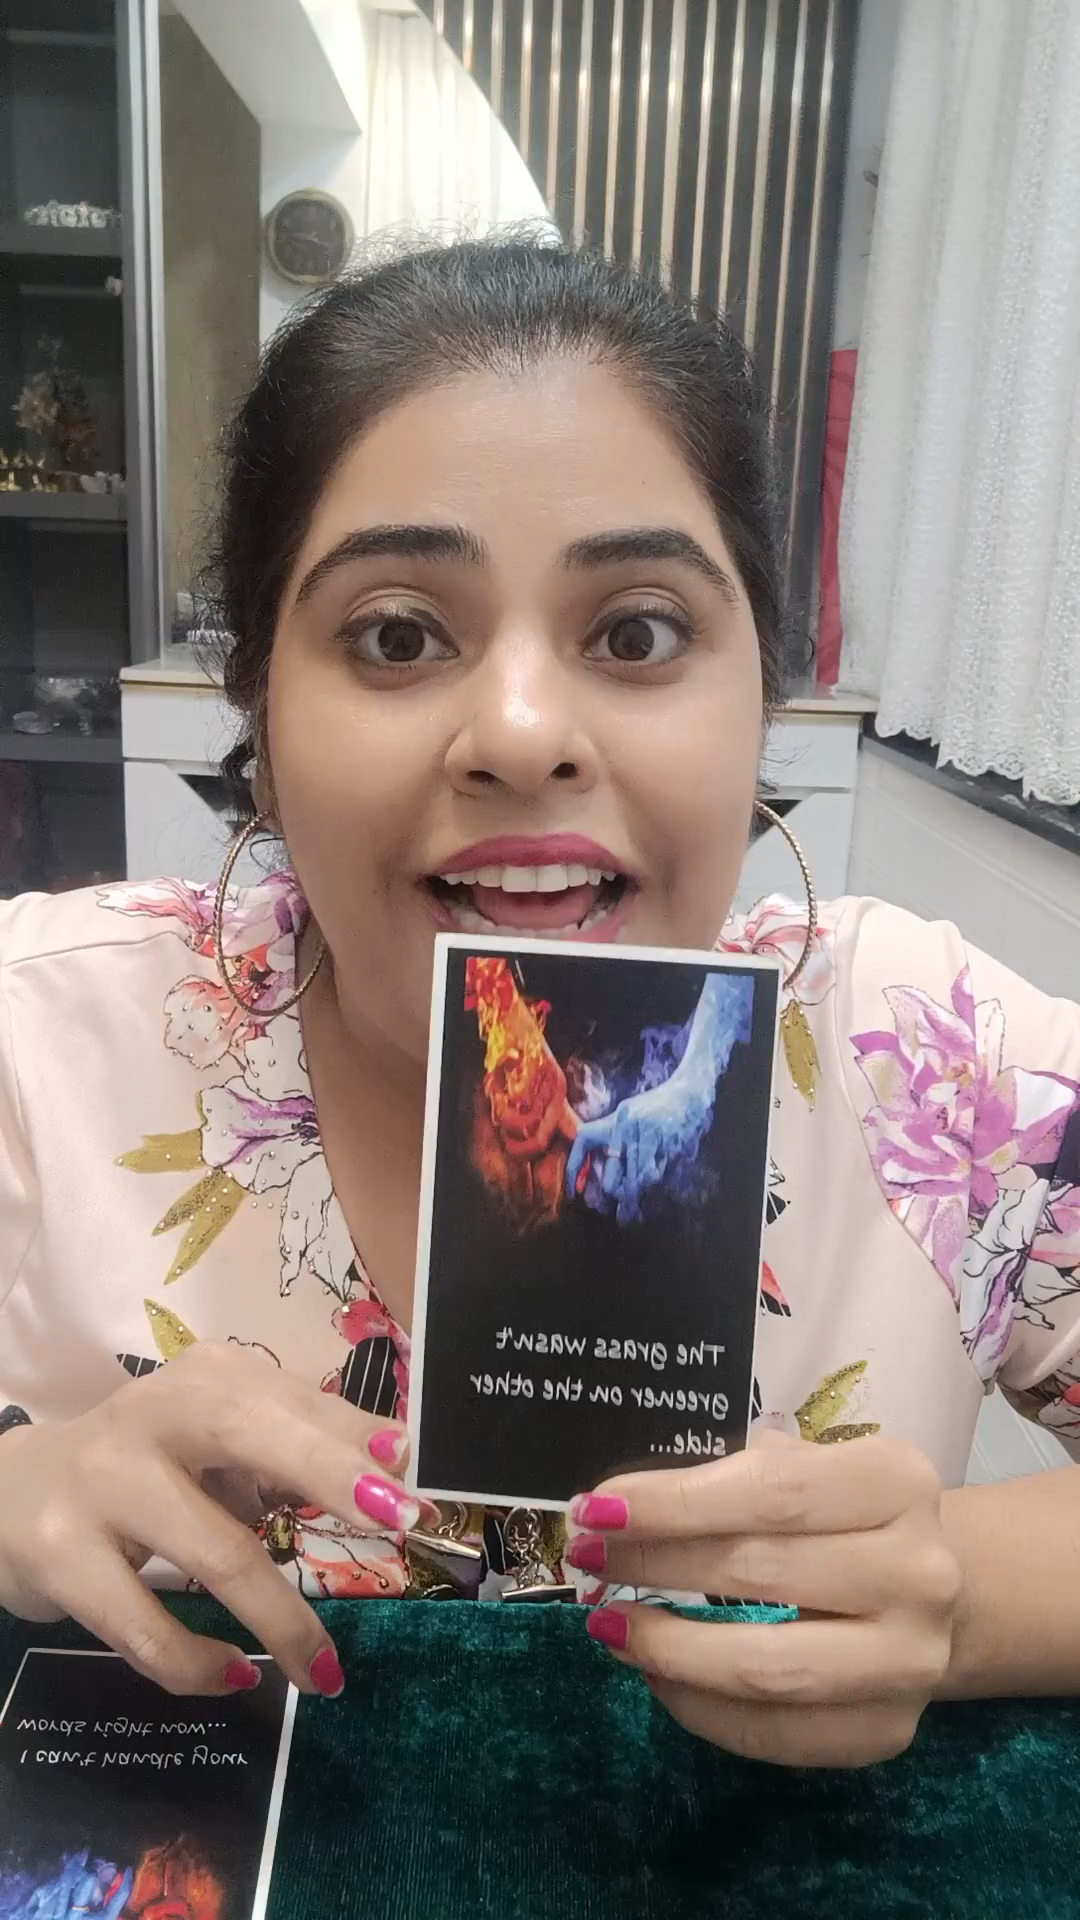 The grass wasn't
greener on the other
side...
I can't handle your
words right now...